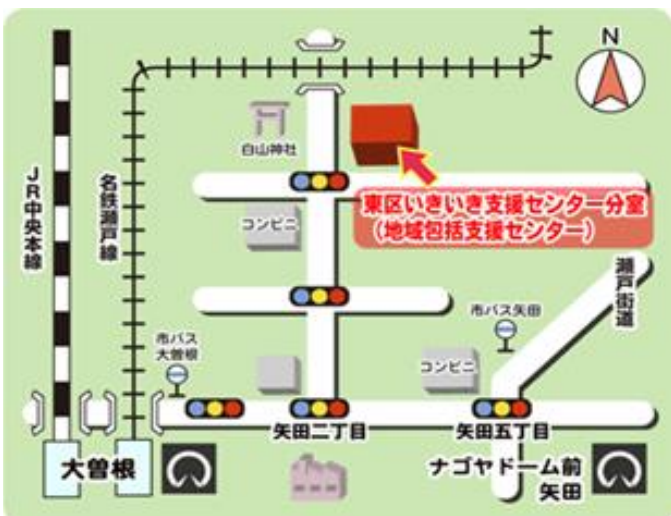 N
白山神社
東区いきいき支援センター分室
(地域包括支援センター)
JR中央本線
名鉄瀬戸線
コンビニ
瀬戸街道
市バス矢田
市バス
大曽根
コンビニ
矢田二丁目
矢田五丁目
大曽根
ナゴヤドーム前
矢田